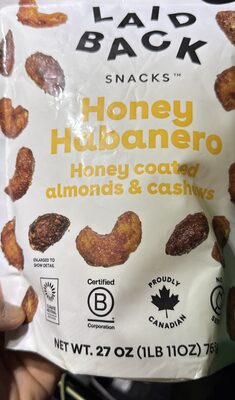 LAID
BACK
SNACKS™
Honey
Habanero
Honey coated
almonds & cashews
ENLARGED TO
SHOW DETAIL
Certified
B
Corporation
PROUDLY
CANADIAN
NET WT. 27 OZ (1LB 11OZ)